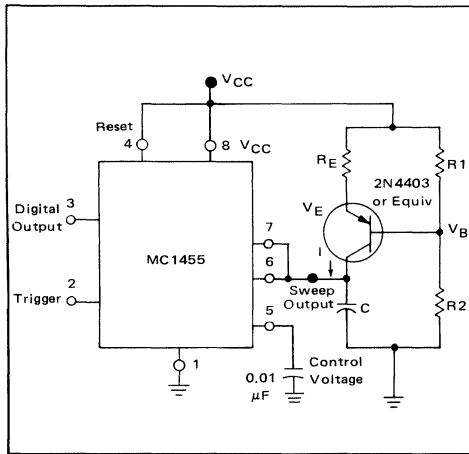 VCC
Reset
4
8 VCC
RE
R1
2N4403
or Equiv
3
Digital
Output
7
VE
VB
MC1455
6
I
Trigger
2
Sweep
Output
C
R2
5
1
Control
Voltage
0.01
μF